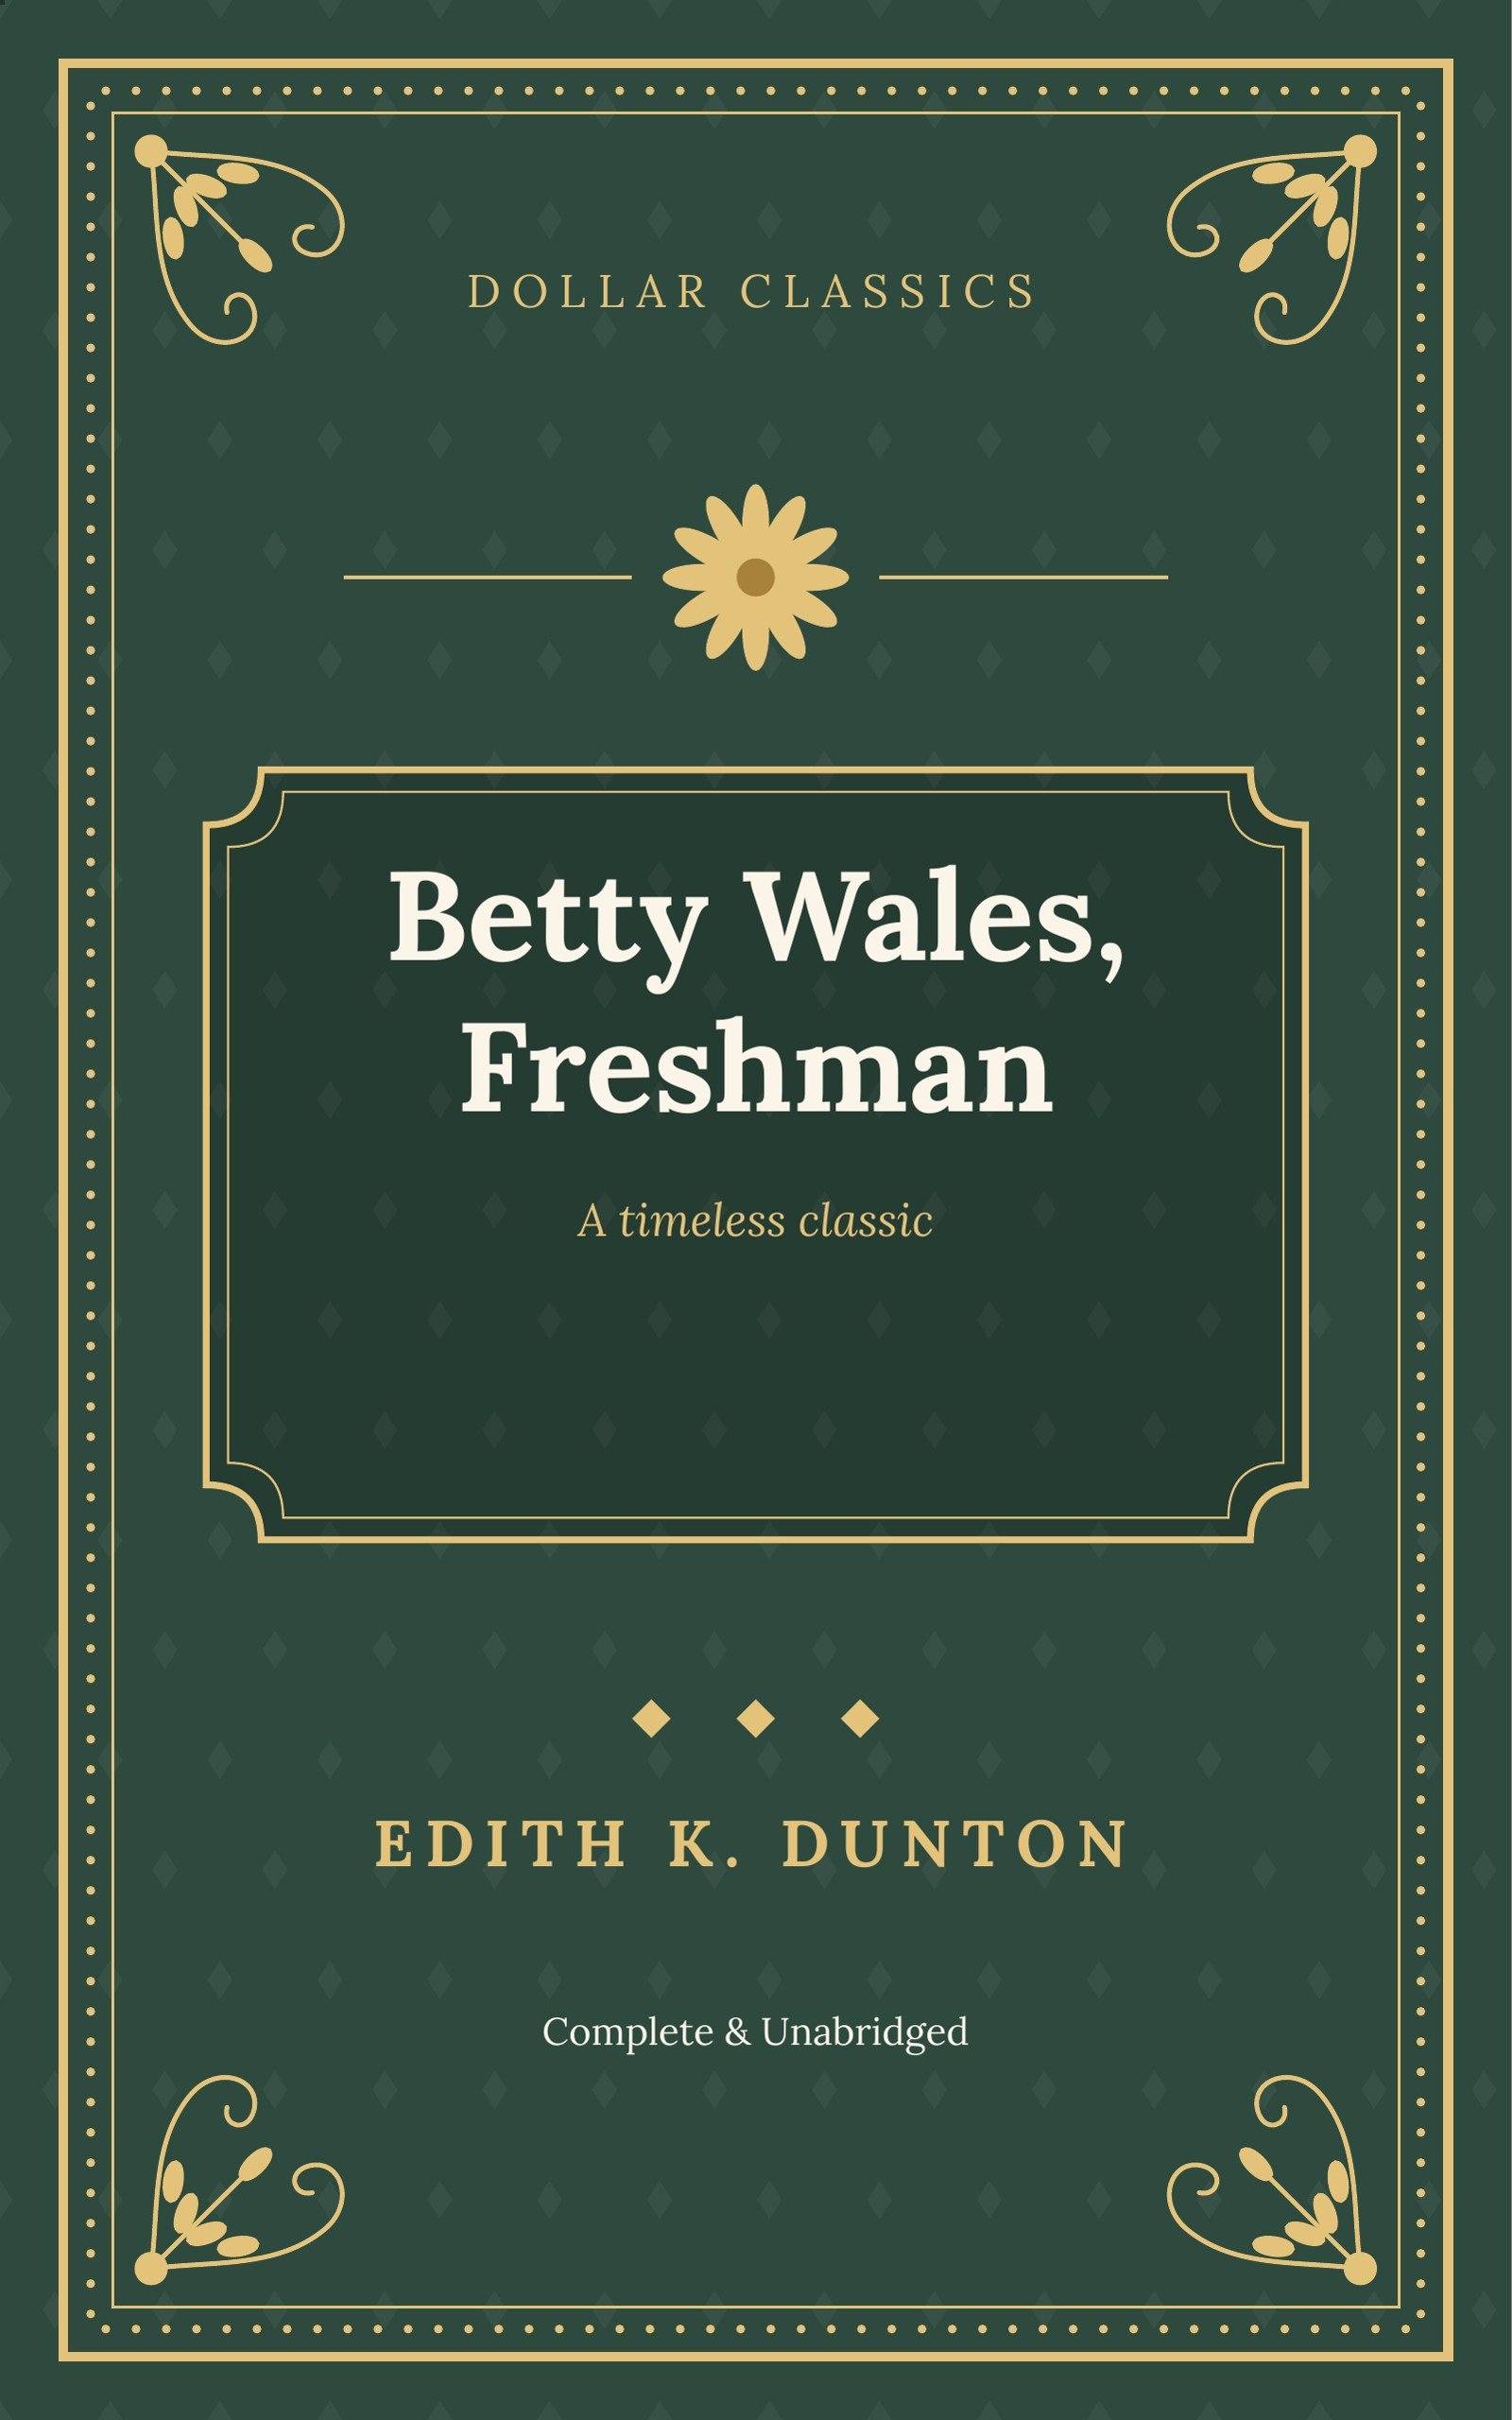 DOLLAR CLASSICS
Betty Wales,
Freshman
A timeless classic
EDITH K. DUNTON
Complete & Unabridged